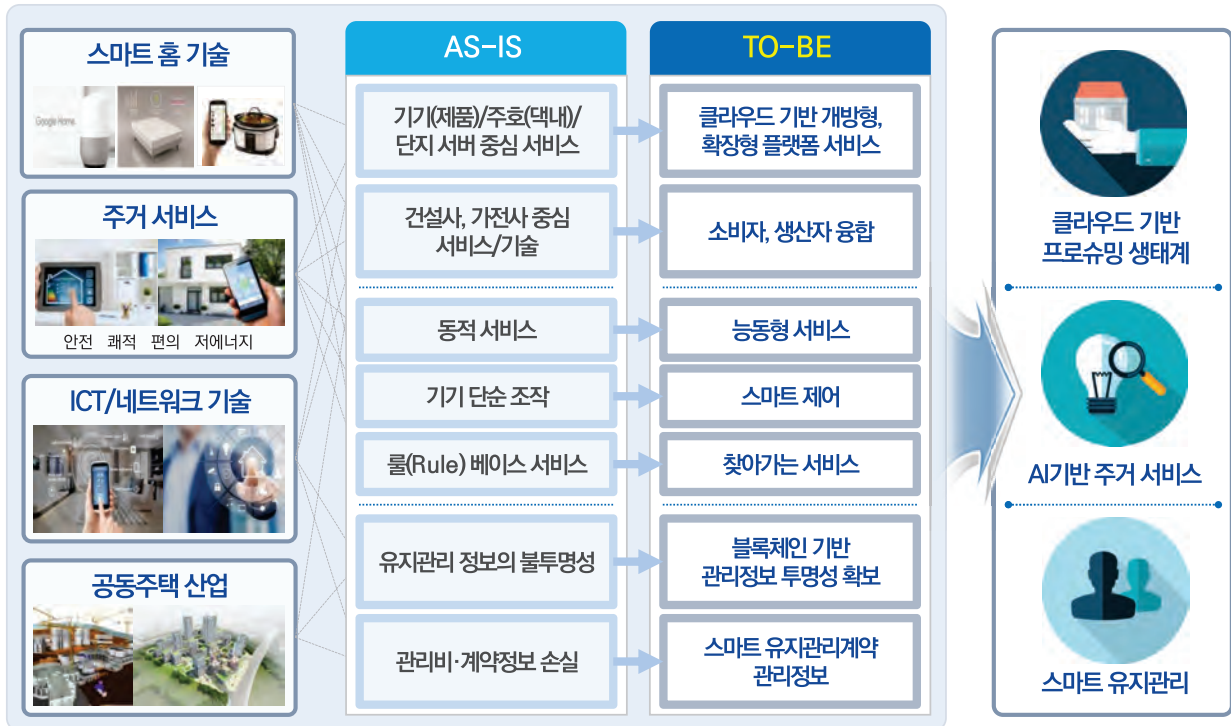 스마트 홈 기술
Google Home.
주거 서비스
안전 쾌적 편의 저에너지
ICT/네트워크 기술
공동주택 산업
AS-IS
TO-BE
기기(제품)/주호(댁내)/
단지 서버 중심 서비스
클라우드 기반 개방형,
확장형 플랫폼 서비스
건설사, 가전사 중심
서비스/기술
소비자, 생산자 융합
동적 서비스
능동형 서비스
기기 단순 조작
스마트 제어
룰(Rule) 베이스 서비스
찾아가는 서비스
유지관리 정보의 불투명성
블록체인 기반
관리정보 투명성 확보
관리비·계약정보 손실
스마트 유지관리계약
관리정보
클라우드 기반
프로슈밍 생태계
AI기반 주거 서비스
스마트 유지관리